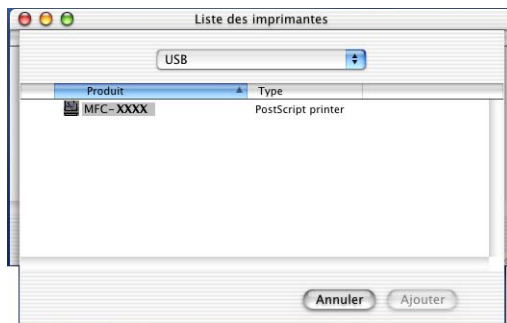 Liste des imprimantes
USB
Produit Type
MFC-XXXX PostScript printer
Annuler Ajouter